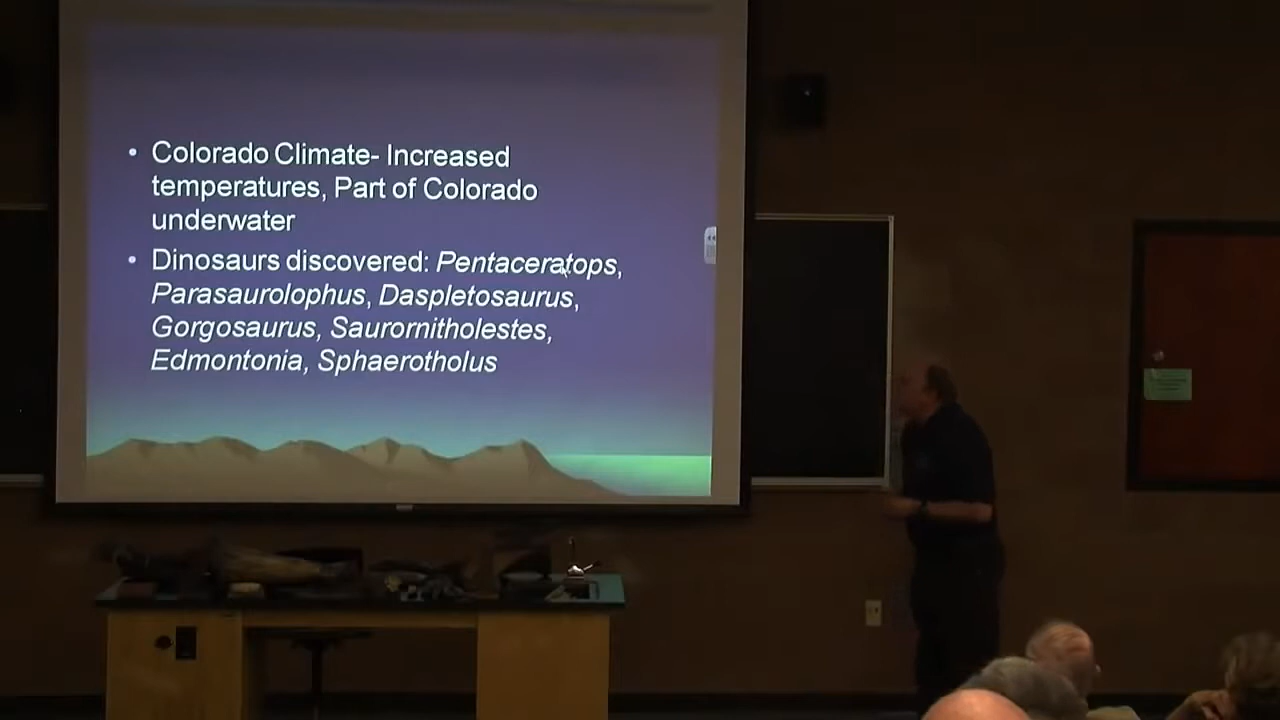 • Colorado Climate- Increased
temperatures, Part of Colorado
underwater
• Dinosaurs discovered: Pentaceratops,
Parasaurolophus, Daspletosaurus,
Gorgosaurus, Saurornitholestes,
Edmontonia, Sphaerotholus